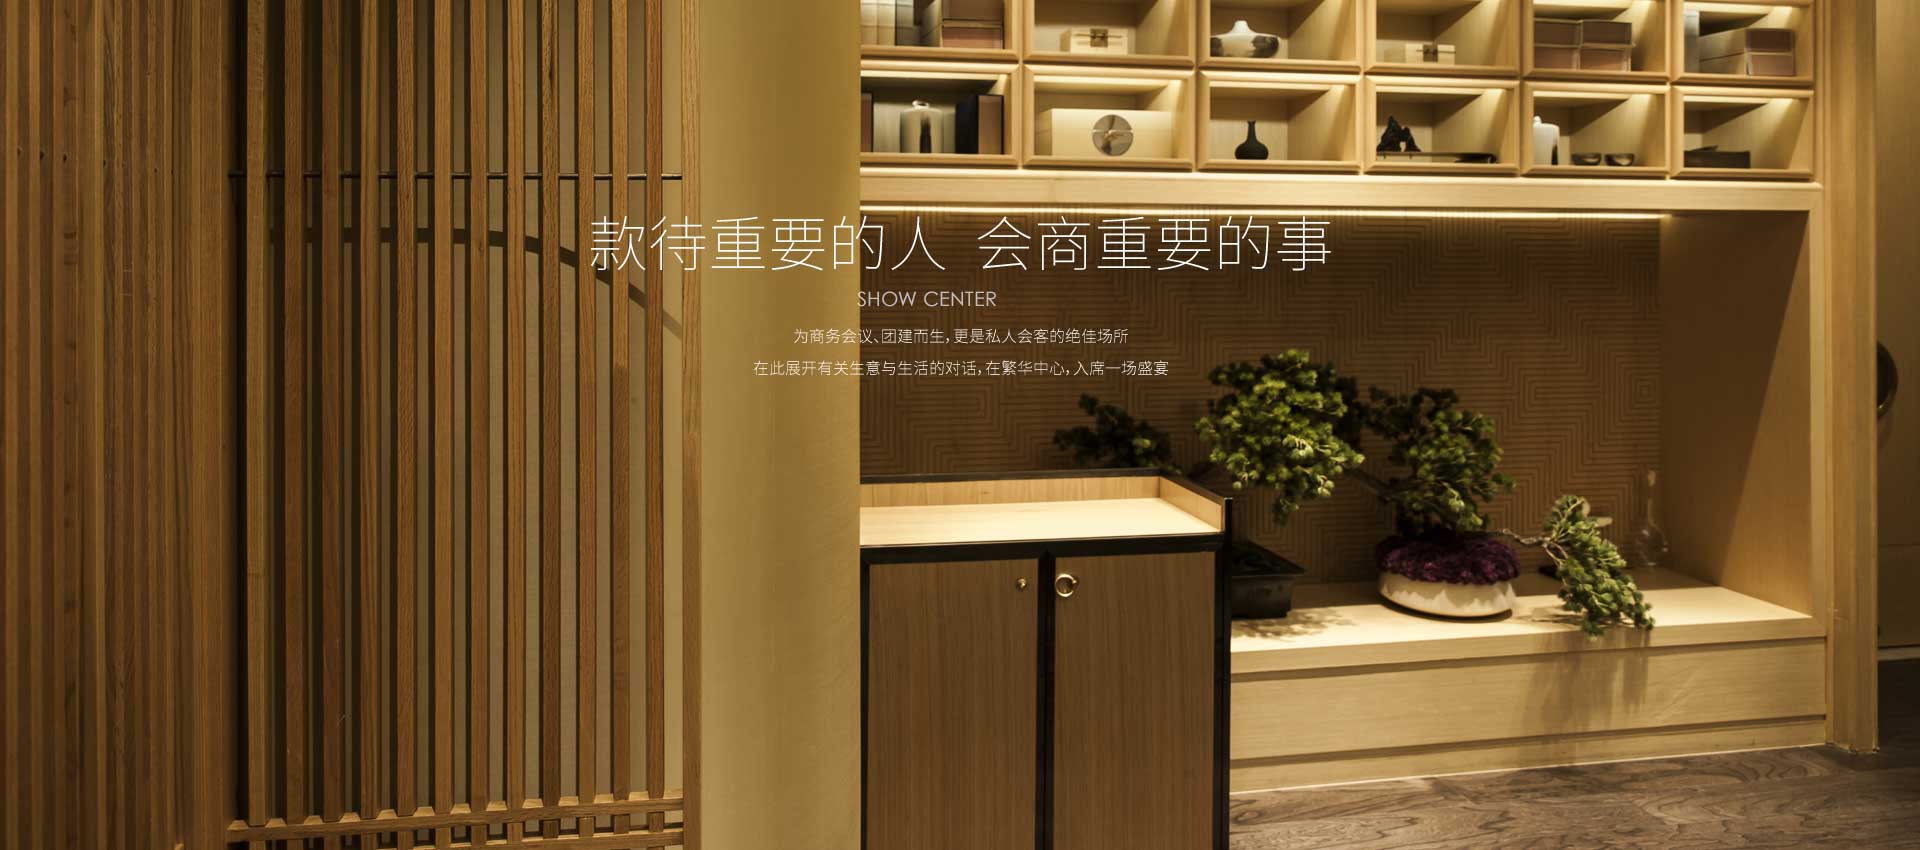 款待重要的人 会商重要的事
SHOW CENTER
为商务会议、团建而生，更是私人会客的绝佳场所
在此展开有关生意与生活的对话，在繁华中心，入席一场盛宴